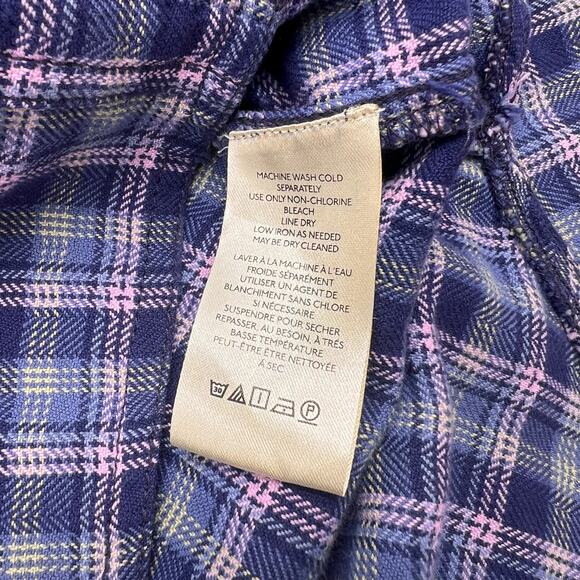 MACHINE WASH COLD
SEPARATELY
USE ONLY NON-CHLORINE
BLEACH
LINE DRY
LOW IRON AS NEEDED
MAY BE DRY CLEANED
LAVER À LA MACHINE À L'EAU
FROIDE SÉPARÉMENT
UTILISER UN AGENT DE
BLANCHIMENT SANS CHLORE
SI NÉCESSAIRE
SUSPENDRE POUR SECHER
REPASSER, AU BESOIN, À TRÉS
BASSE TEMPÉRATURE
PEUT-ÊTRE ÊTRE NETTOYÉE
À SEC
30 P